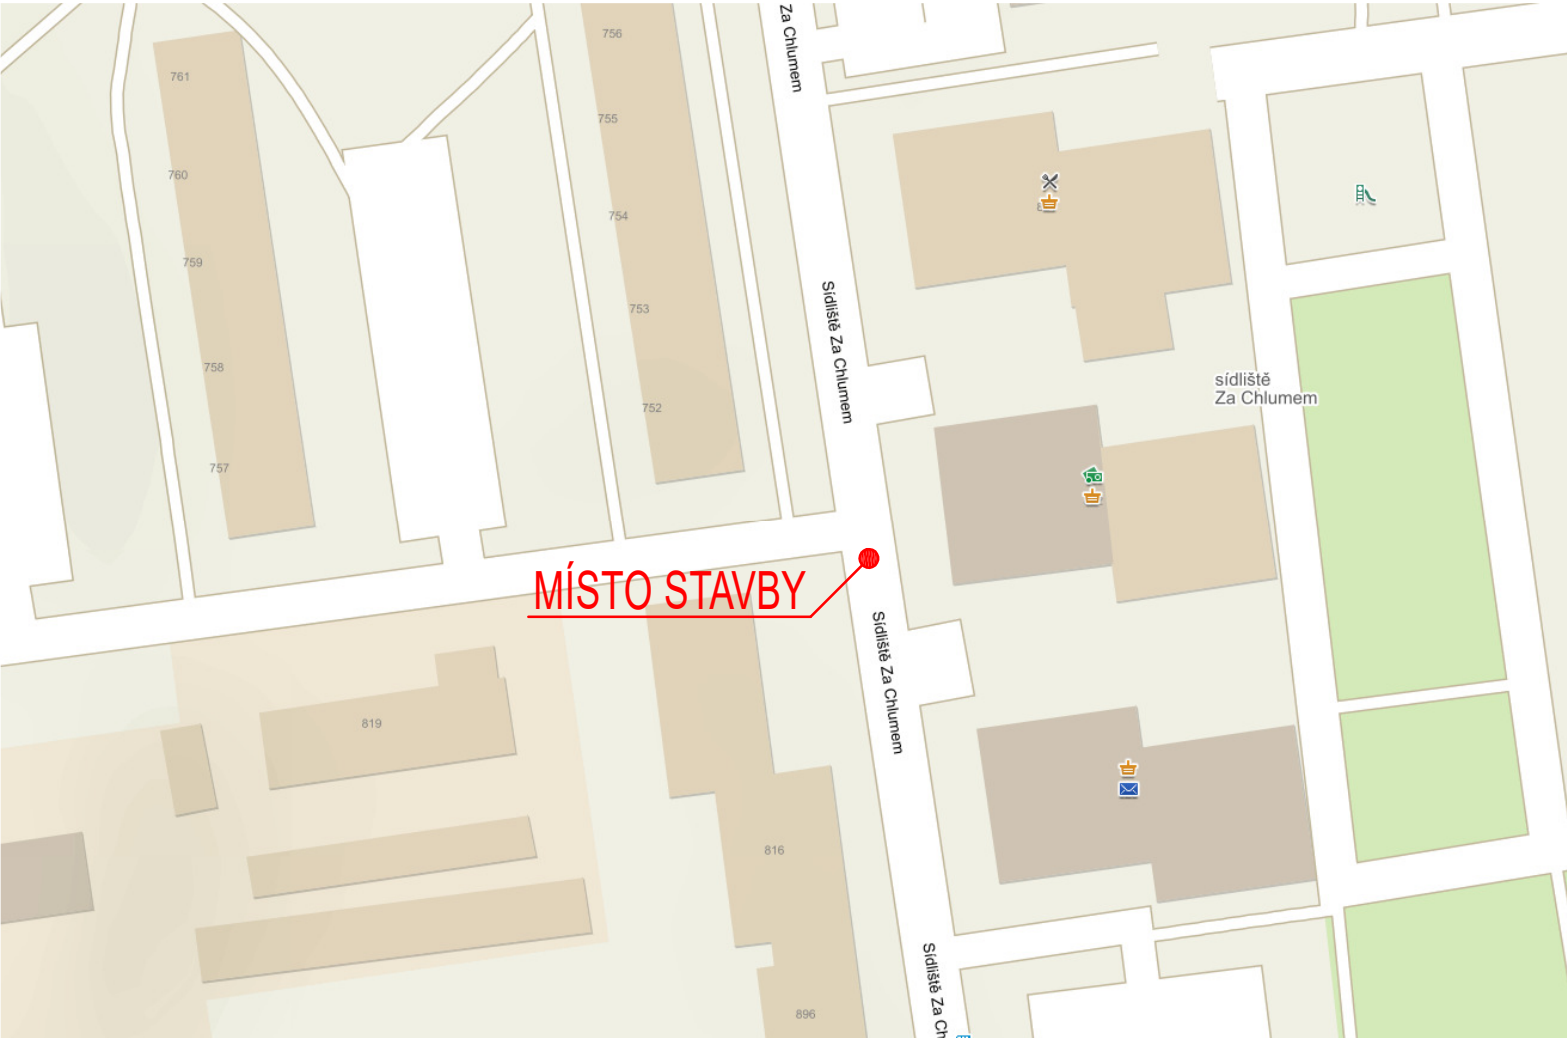 Za Chlumem
756
761
755
760
754
759
753
Sídliště Za Chlumem
758
sídliště
Za Chlumem
752
757
MÍSTO STAVBY
Sídliště Za Chlumem
819
816
Sídliště Za Ch
896